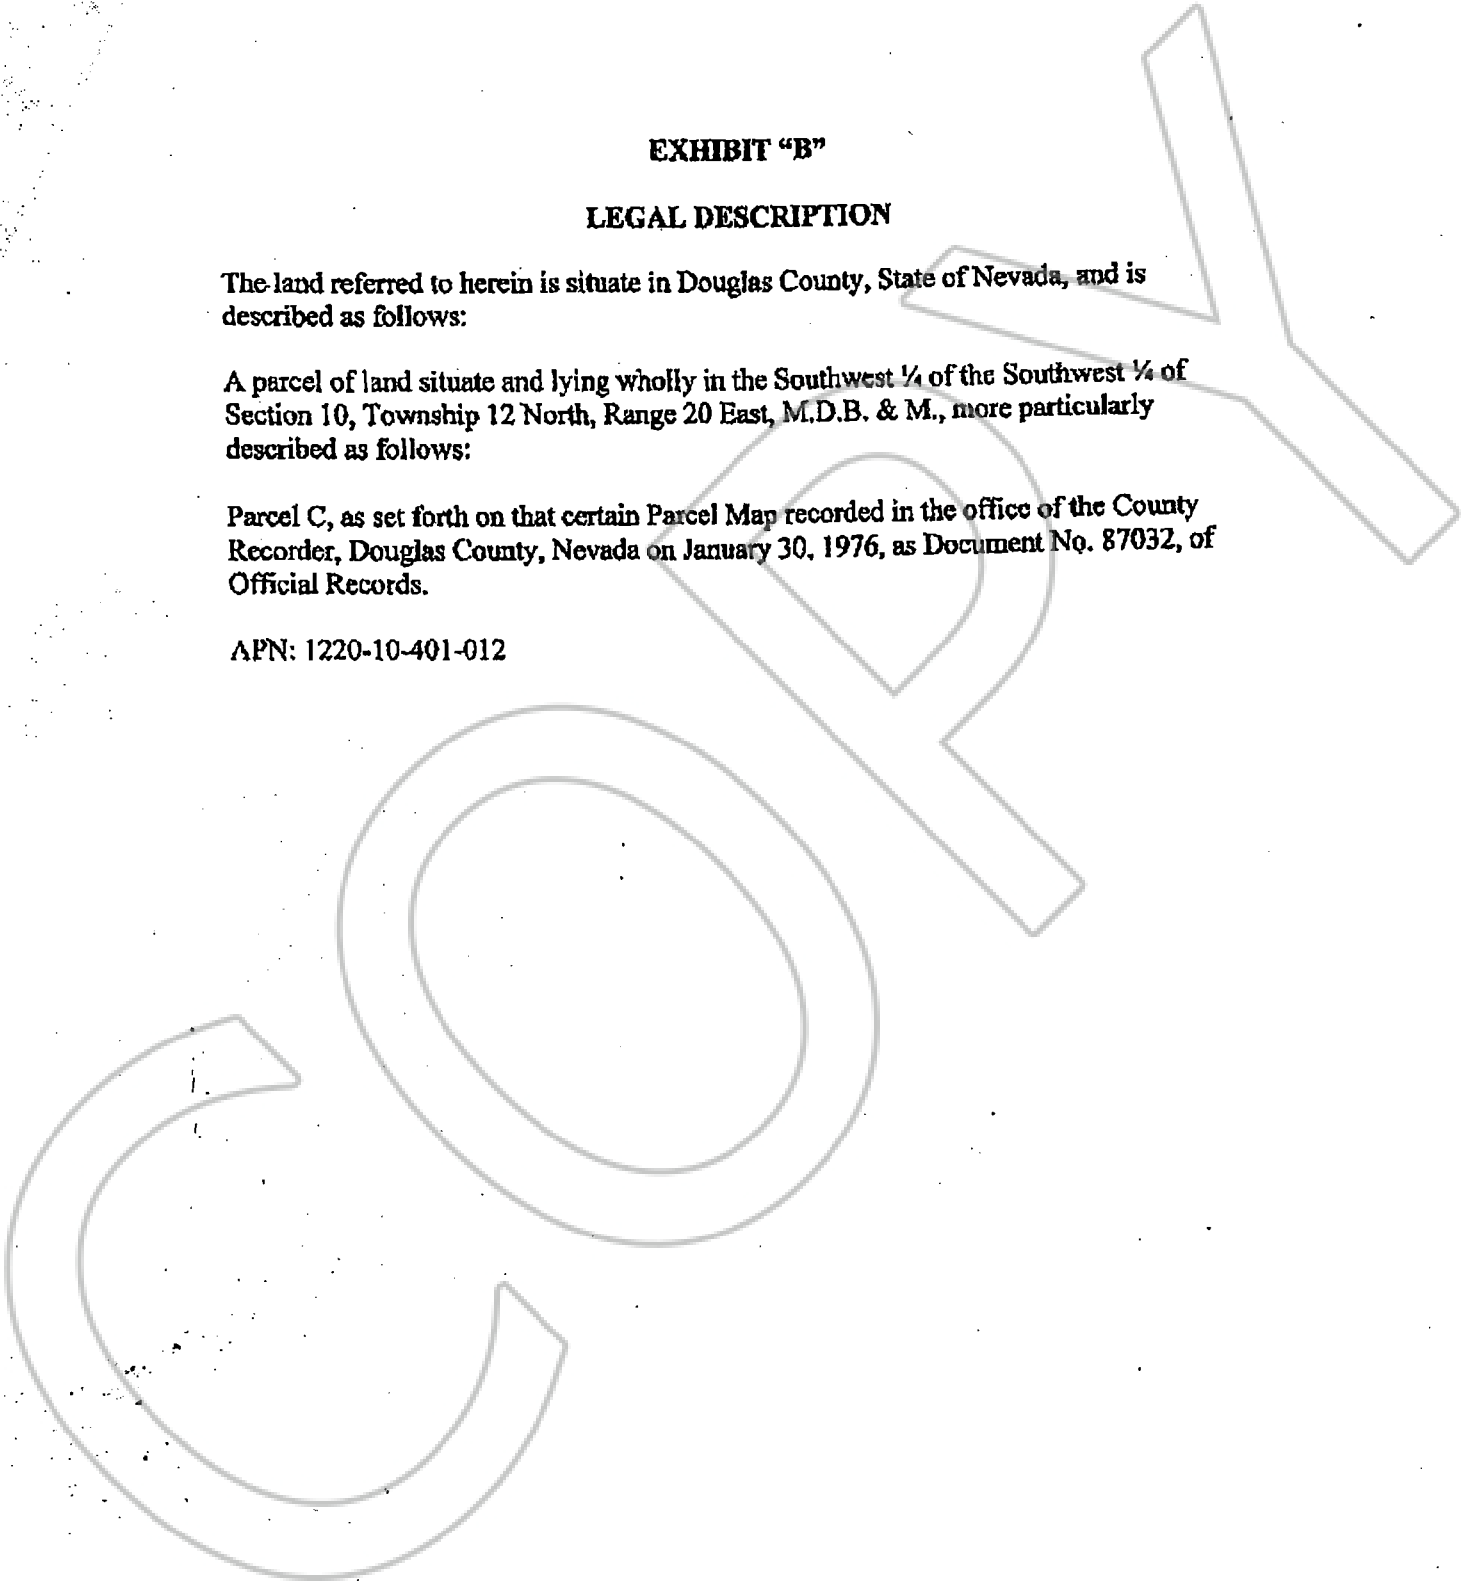 EXHIBIT “B”
LEGAL DESCRIPTION
The land referred to herein is situate in Douglas County, State of Nevada, and is
described as follows:
A parcel of land situate and lying wholly in the Southwest ¼ of the Southwest ¼ of
Section 10, Township 12 North, Range 20 East, M.D.B. & M., more particularly
described as follows:
Parcel C, as set forth on that certain Parcel Map recorded in the office of the County
Recorder, Douglas County, Nevada on January 30, 1976, as Document No. 87032, of
Official Records.
APN: 1220-10-401-012
COPY